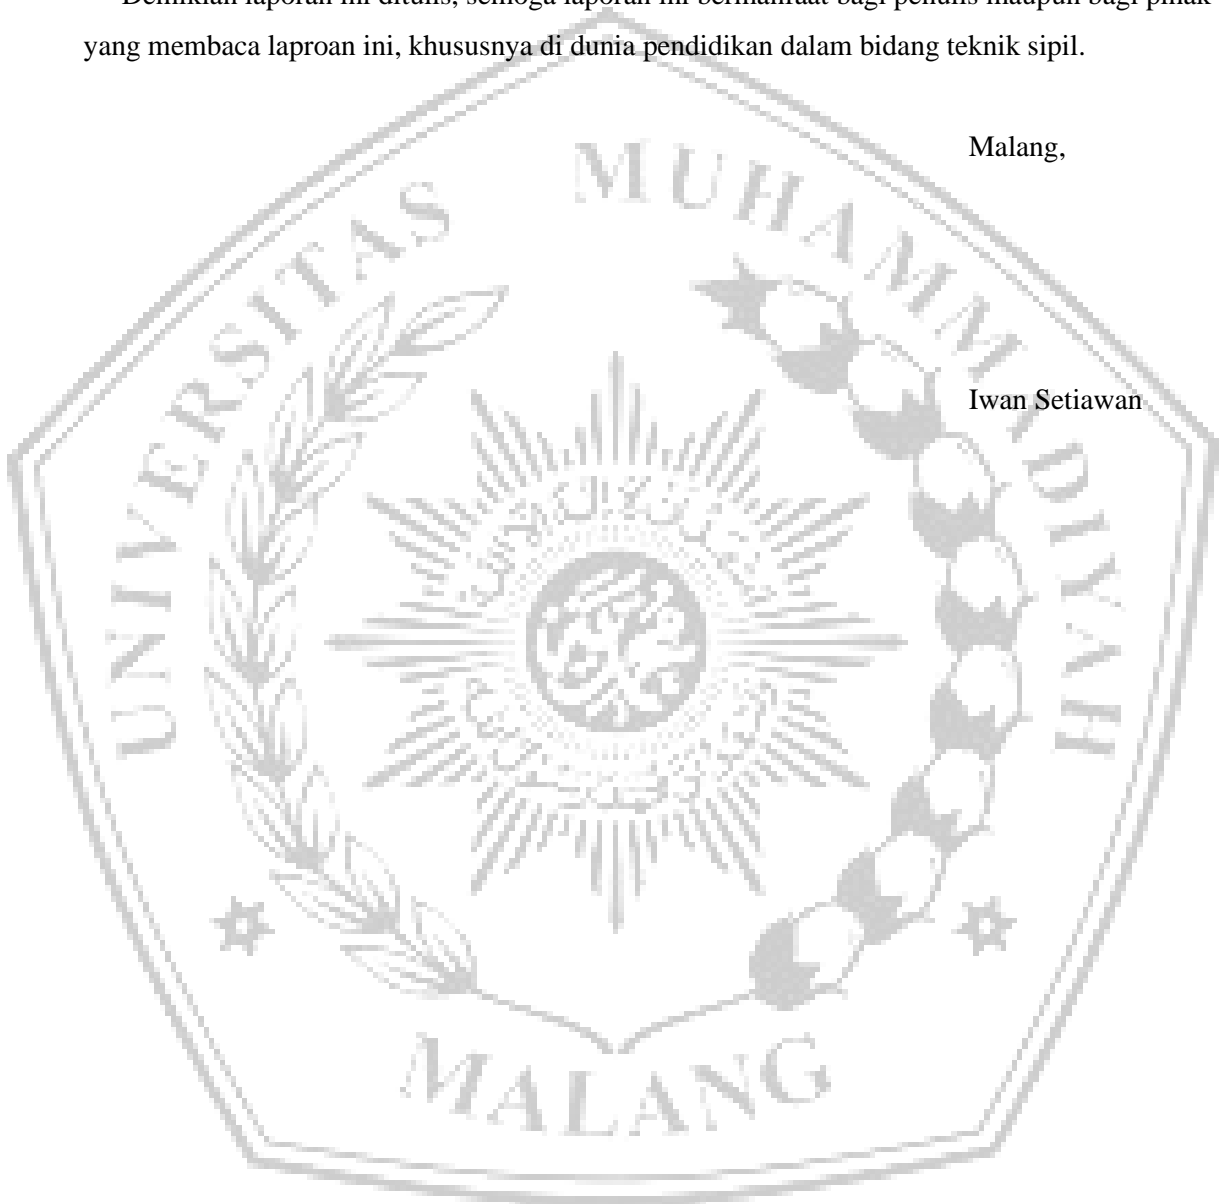 Demikian laporan ini ditulis, semoga laporan ini bermanfaat bagi penulis maupun bagi pihak
yang membaca laproan ini, khususnya di dunia pendidikan dalam bidang teknik sipil.
Malang,
Iwan Setiawan
UNIVERSITAS MUHAMMADIYAH
MALANG